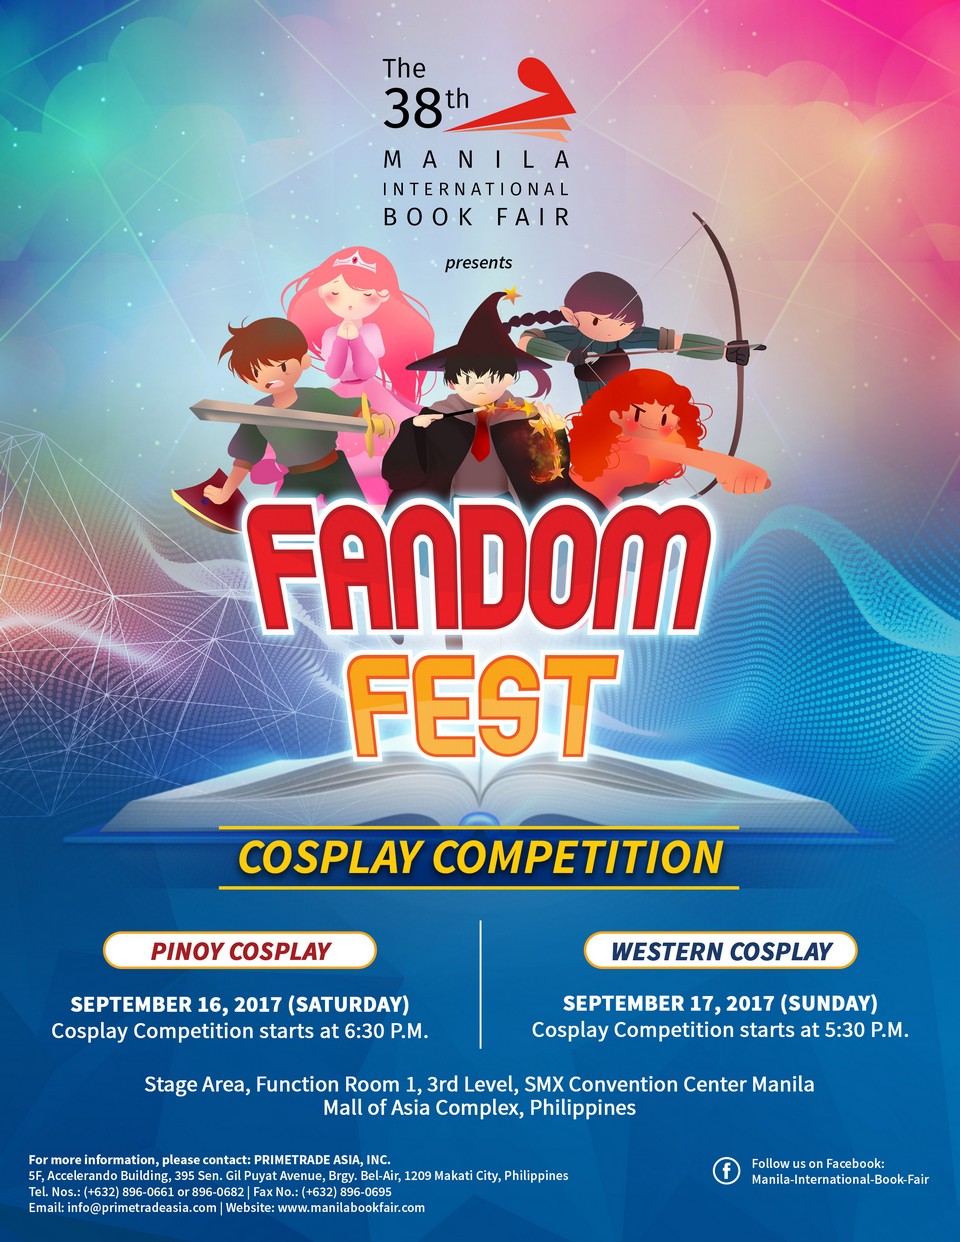 The
38th
MANILA
INTERNATIONAL
BOOK FAIR
presents
FANDOM
FEST
COSPLAY COMPETITION
PINOY COSPLAY
SEPTEMBER 16, 2017 (SATURDAY)
Cosplay Competition starts at 6:30 P.M.
WESTERN COSPLAY
SEPTEMBER 17, 2017 (SUNDAY)
Cosplay Competition starts at 5:30 P.M.
Stage Area, Function Room 1, 3rd Level, SMX Convention Center Manila
Mall of Asia Complex, Philippines
For more information, please contact: PRIMETRADE ASIA, INC.
5F, Accelerando Building, 395 Sen. Gil Puyat Avenue, Brgy. Bel-Air, 1209 Makati City, Philippines
Tel. Nos.: (+632) 896-0661 or 896-0682 | Fax No.: (+632) 896-0695
Email: info@primetradeasia.com | Website: www.manilabookfair.com
Follow us on Facebook:
Manila-International-Book-Fair